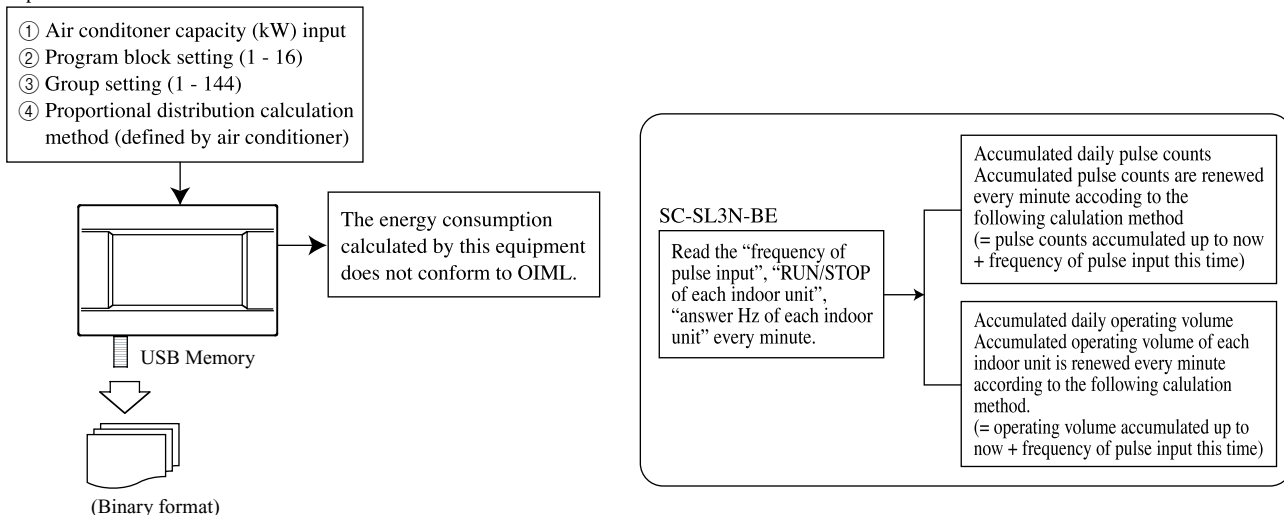 ① Air conditoner capacity (kW) input
② Program block setting (1 - 16)
③ Group setting (1 - 144)
④ Proportional distribution calculation
method (defined by air conditioner)
The energy consumption
calculated by this equipment
does not conform to OIML.
USB Memory
(Binary format)
SC-SL3N-BE
Read the “frequency of
pulse input”, “RUN/STOP
of each indoor unit”,
“answer Hz of each indoor
unit” every minute.
Accumulated daily pulse counts
Accumulated pulse counts are renewed
every minute acoding to the
following calulation method
(= pulse counts accumulated up to now
+ frequency of pulse input this time)
Accumulated daily operating volume
Accumulated operating volume of each
indoor unit is renewed every minute
according to the following calulation
method.
(= operating volume accumulated up to
now + frequency of pulse input this time)